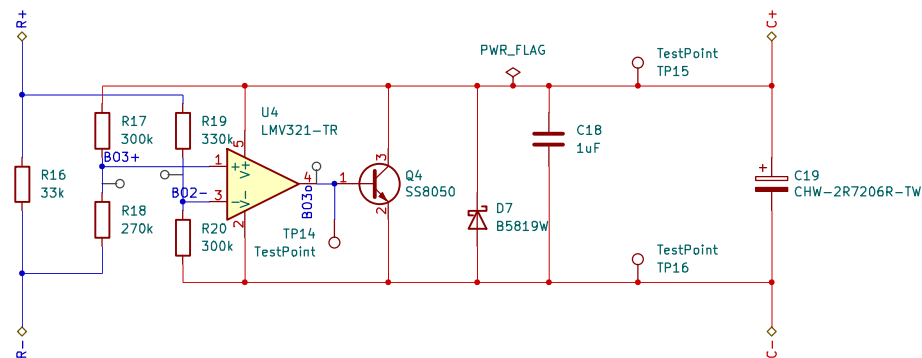 R+
C+
PWR_FLAG
TestPoint
TP15
U4
LMV321-TR
R17
300k
R19
330k
BO3+
1
+
V+
5
4
BO3o
1
3
Q4
SS8050
2
C18
1uF
R16
33k
BO2-
3
-
V-
2
C19
CHW-2R7206R-TW
+
R18
270k
R20
300k
TP14
TestPoint
D7
B5819W
TestPoint
TP16
R-
C-